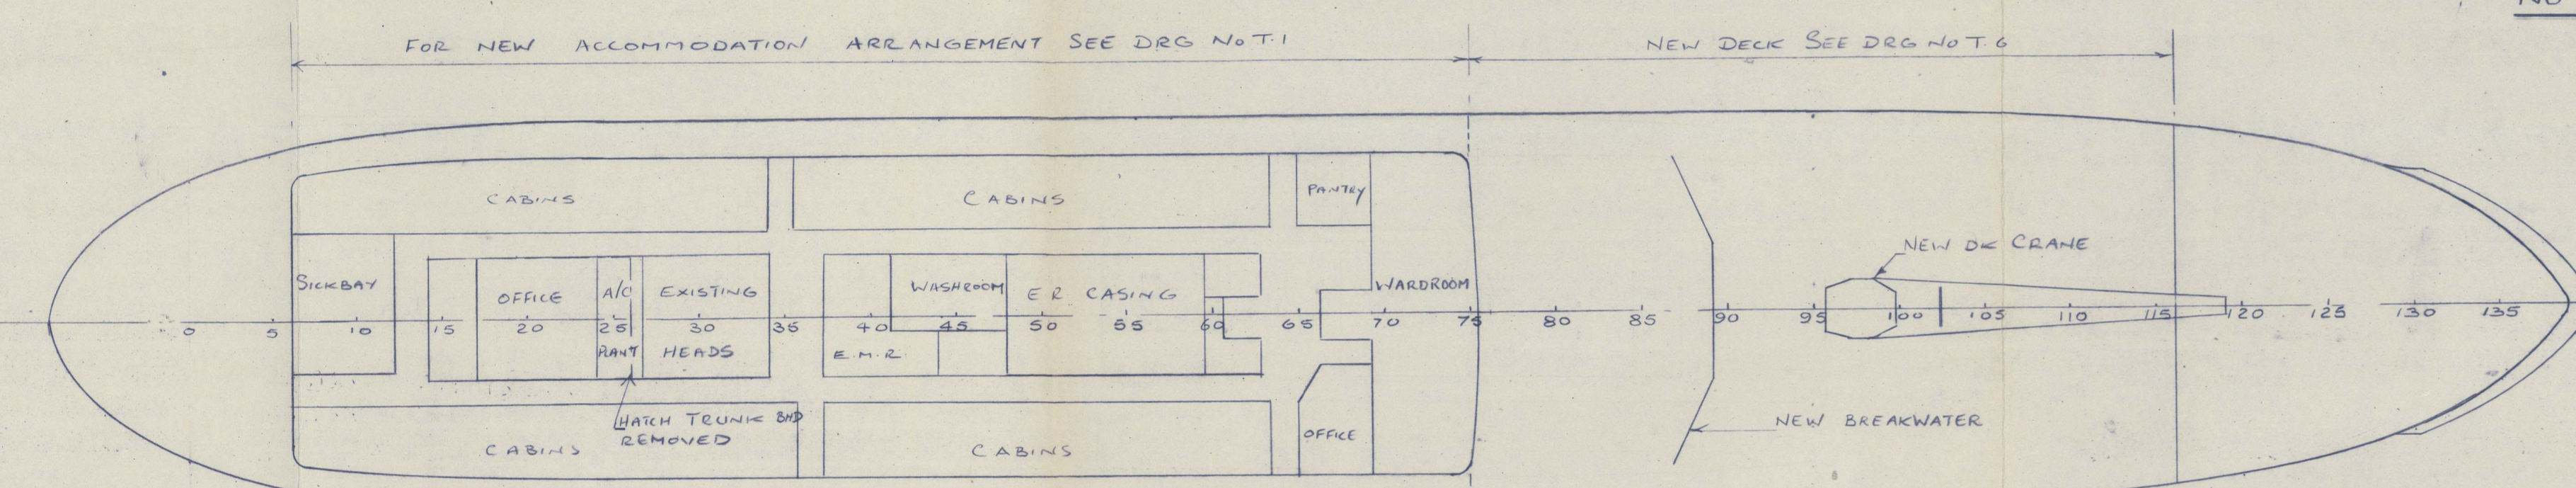 NO
FOR NEW ACCOMMODATION ARRANGEMENT SEE DRG No T.1
NEW DECK SEE DRG No T. 6
CABINS
CABINS
PANTRY
SICKBAY
OFFICE
A/C
PLANT
EXISTING
HEADS
WASHROOM
E R CASING
E.M.R.
WARDROOM
NEW DK CRANE
0 5 10 15 20 25 30 35 40 45 50 55 60 65 70 75 80 85 90 95 100 105 110 115 120 125 130 135
HATCH TRUNK BHD
REMOVED
CABINS
CABINS
OFFICE
NEW BREAKWATER